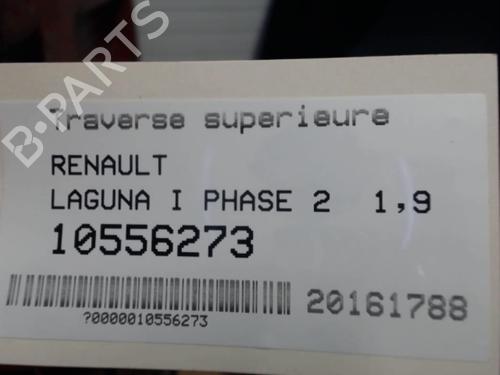 B-PARTS
Traverse superieure
RENAULT
LAGUNA I PHASE 2 1,9
10556273
20161788
?0000010556273